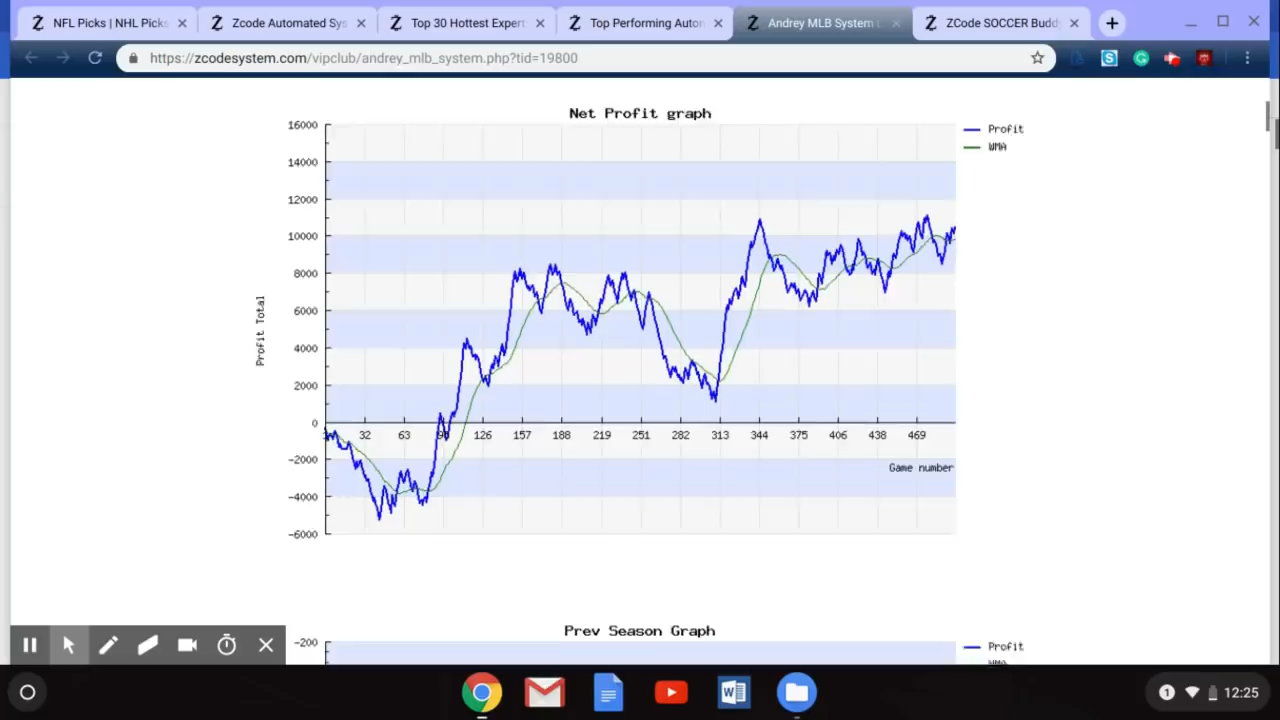 NFL Picks | NHL Picks
Zcode Automated Sys
Top 30 Hottest Expert
Top Performing Auton
Andrey MLB System
ZCode SOCCER Budd
https://zcodesystem.com/vipclub/andrey_mlb_system.php?tid=19800
Net Profit graph
Profit
WMA
16000
14000
12000
10000
8000
6000
4000
2000
0
-2000
-4000
-6000
Profit Total
32
63
126
157
188
219
251
282
313
344
375
406
438
469
Game number
Prev Season Graph
-200
Profit
1
12:25